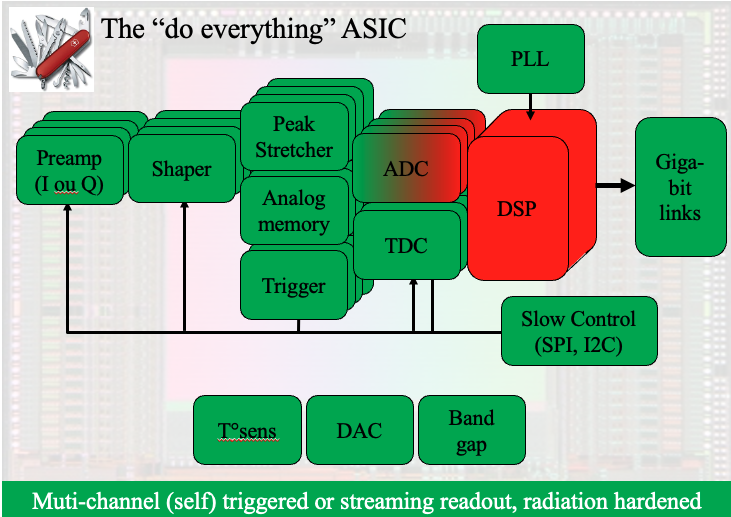 The “do everything” ASIC
PLL
Peak
Stretcher
Preamp
(I ou Q)
Shaper
ADC
Giga-
bit
links
Analog
memory
DSP
TDC
Trigger
Slow Control
(SPI, I2C)
T°sens
DAC
Band
gap
Muti-channel (self) triggered or streaming readout, radiation hardened